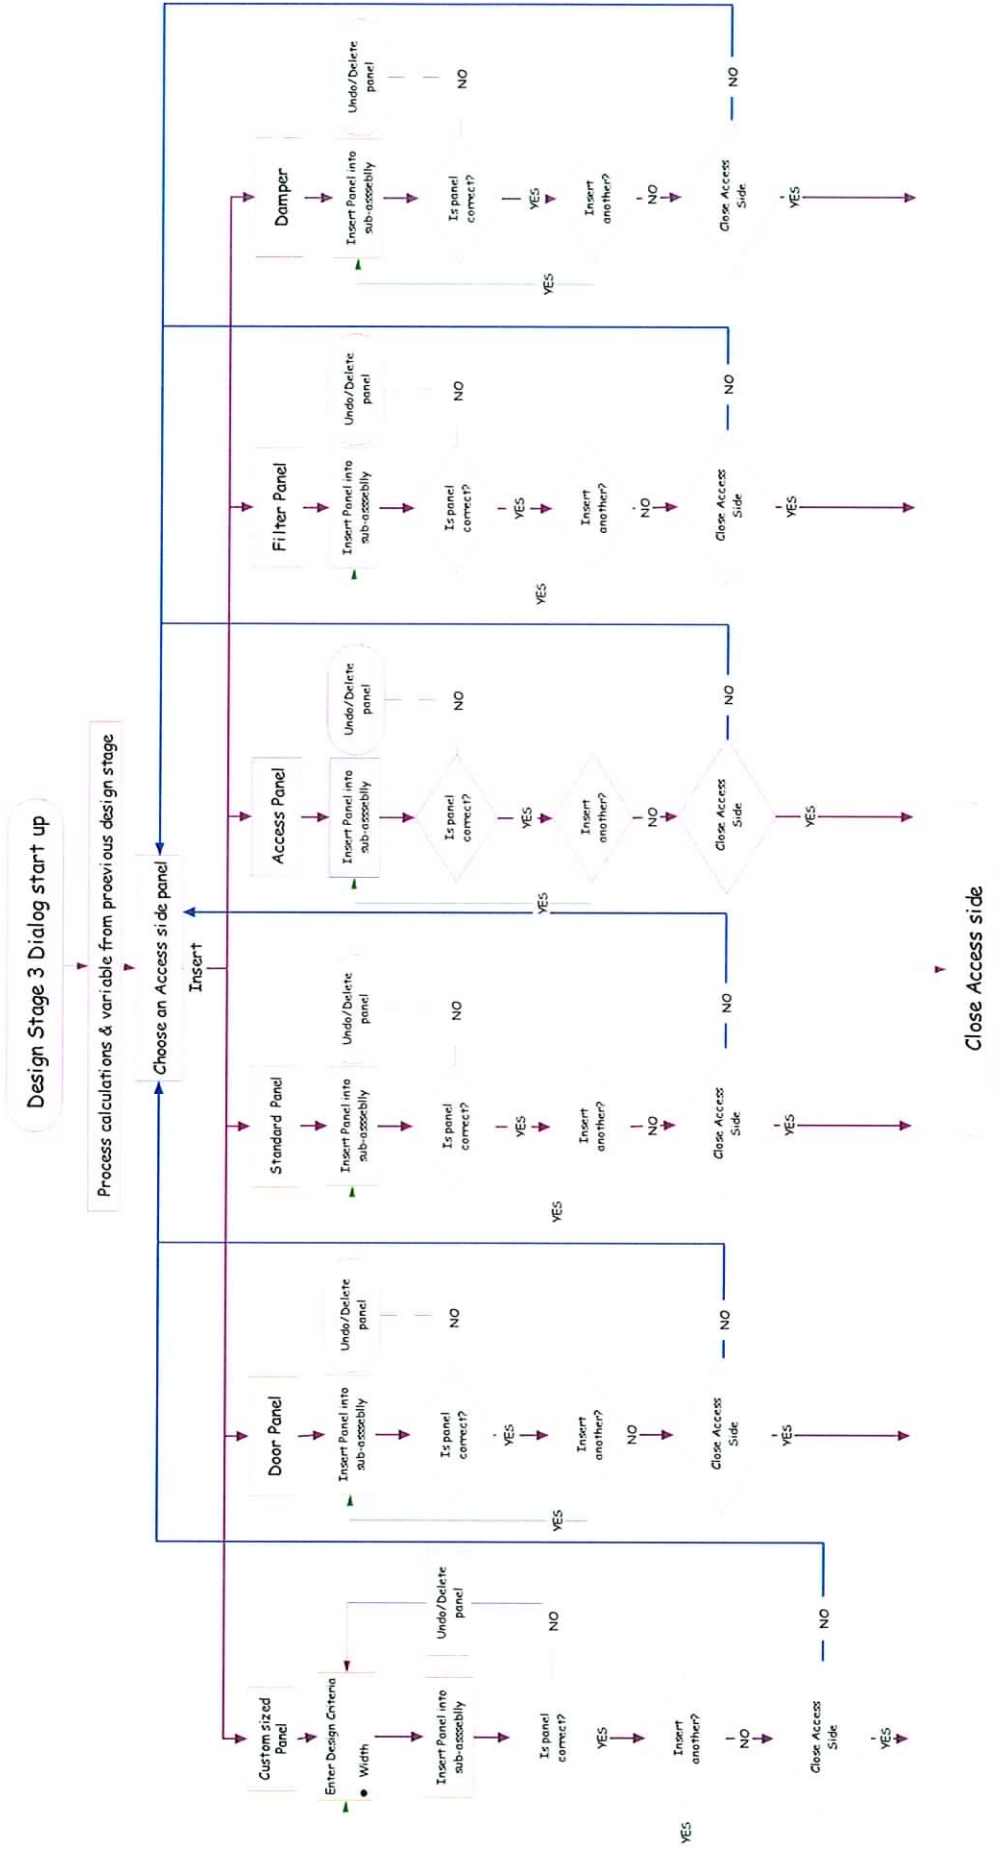 Design Stage 3 Dialog start up
Process calculations & variable from proevious design stage
Choose an Access side panel
Insert
Custom sized
Panel
Enter Design Criteria
● Width
Insert Panel into
sub-assseblly
Undo/Delete
panel
Is panel
correct?
NO
YES
Insert
another?
YES
NO
Close Access
Side
NO
YES
Door Panel
Insert Panel into
sub-assseblly
Undo/Delete
panel
Is panel
correct?
NO
YES
Insert
another?
YES
NO
Close Access
Side
NO
YES
Standard Panel
Insert Panel into
sub-assseblly
Undo/Delete
panel
Is panel
correct?
NO
YES
Insert
another?
YES
NO
Close Access
Side
NO
YES
Access Panel
Insert Panel into
sub-assseblly
Undo/Delete
panel
Is panel
correct?
NO
YES
Insert
another?
YES
NO
Close Access
Side
NO
YES
Filter Panel
Insert Panel into
sub-assseblly
Undo/Delete
panel
Is panel
correct?
NO
YES
Insert
another?
YES
NO
Close Access
Side
NO
YES
Damper
Insert Panel into
sub-assseblly
Undo/Delete
panel
Is panel
correct?
NO
YES
Insert
another?
YES
NO
Close Access
Side
NO
YES
Close Access side